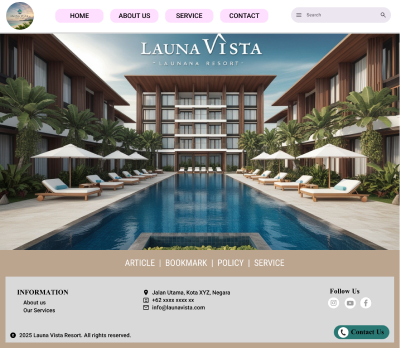 HOME
ABOUT US
SERVICE
CONTACT
Search
LAUNA VISTA
LAUMANA RESORT
ARTICLE | BOOKMARK | POLICY | SERVICE
INFORMATION
About us
Our Services
Jalan Utama, Kota XYZ, Negara
+62 xxxx xxxx xx
info@launavista.com
Follow Us
Contact Us
2025 Launa Vista Resort. All rights reserved.